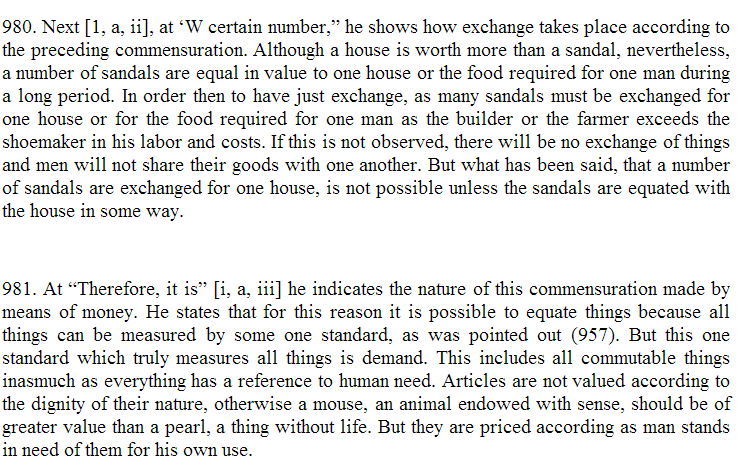 980. Next [1, a, ii], at ‘W certain number,” he shows how exchange takes place according to
the preceding commensuration. Although a house is worth more than a sandal, nevertheless,
a number of sandals are equal in value to one house or the food required for one man during
a long period. In order then to have just exchange, as many sandals must be exchanged for
one house or for the food required for one man as the builder or the farmer exceeds the
shoemaker in his labor and costs. If this is not observed, there will be no exchange of things
and men will not share their goods with one another. But what has been said, that a number
of sandals are exchanged for one house, is not possible unless the sandals are equated with
the house in some way.
981. At “Therefore, it is” [i, a, iii] he indicates the nature of this commensuration made by
means of money. He states that for this reason it is possible to equate things because all
things can be measured by some one standard, as was pointed out (957). But this one
standard which truly measures all things is demand. This includes all commutable things
inasmuch as everything has a reference to human need. Articles are not valued according to
the dignity of their nature, otherwise a mouse, an animal endowed with sense, should be of
greater value than a pearl, a thing without life. But they are priced according as man stands
in need of them for his own use.